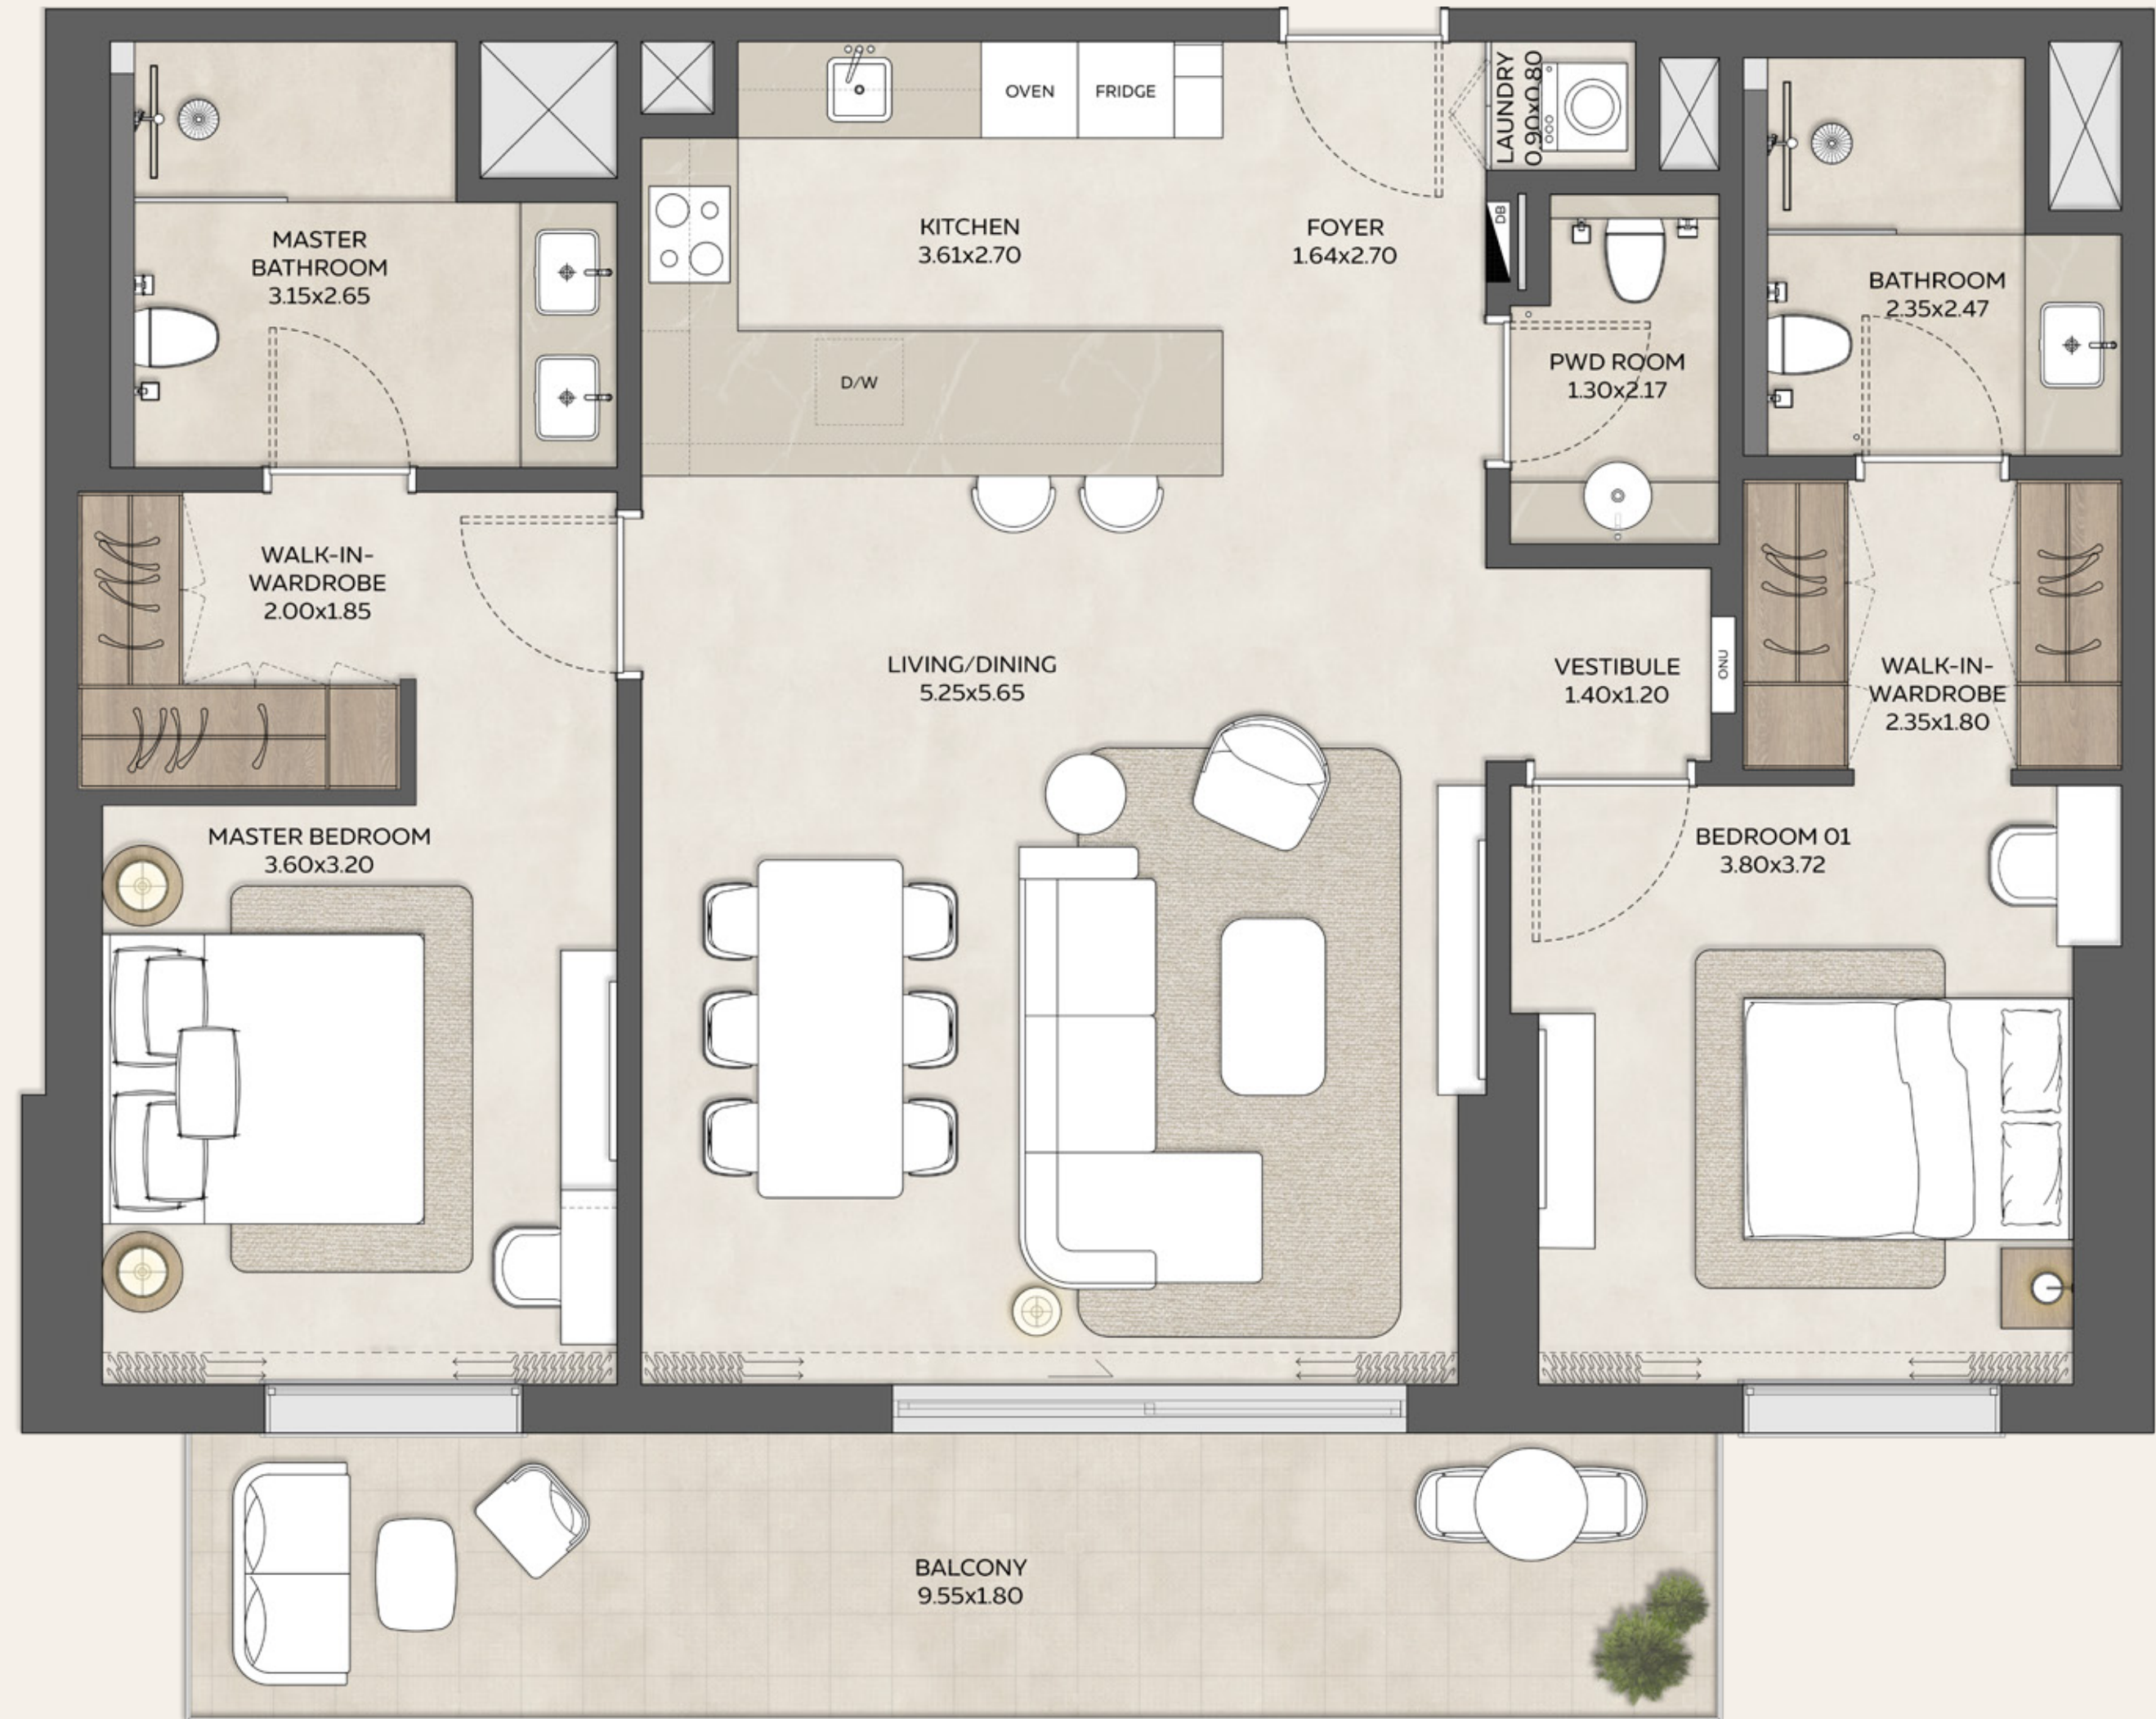 OVEN
FRIDGE
LAUNDRY
0.90x0.80
KITCHEN
3.61x2.70
FOYER
1.64x2.70
DB
MASTER
BATHROOM
3.15x2.65
BATHROOM
2.35x2.47
D/W
PWD ROOM
1.30x2.17
WALK-IN-
WARDROBE
2.00x1.85
LIVING/DINING
5.25x5.65
VESTIBULE
1.40x1.20
ONU
WALK-IN-
WARDROBE
2.35x1.80
MASTER BEDROOM
3.60x3.20
BEDROOM 01
3.80x3.72
BALCONY
9.55x1.80